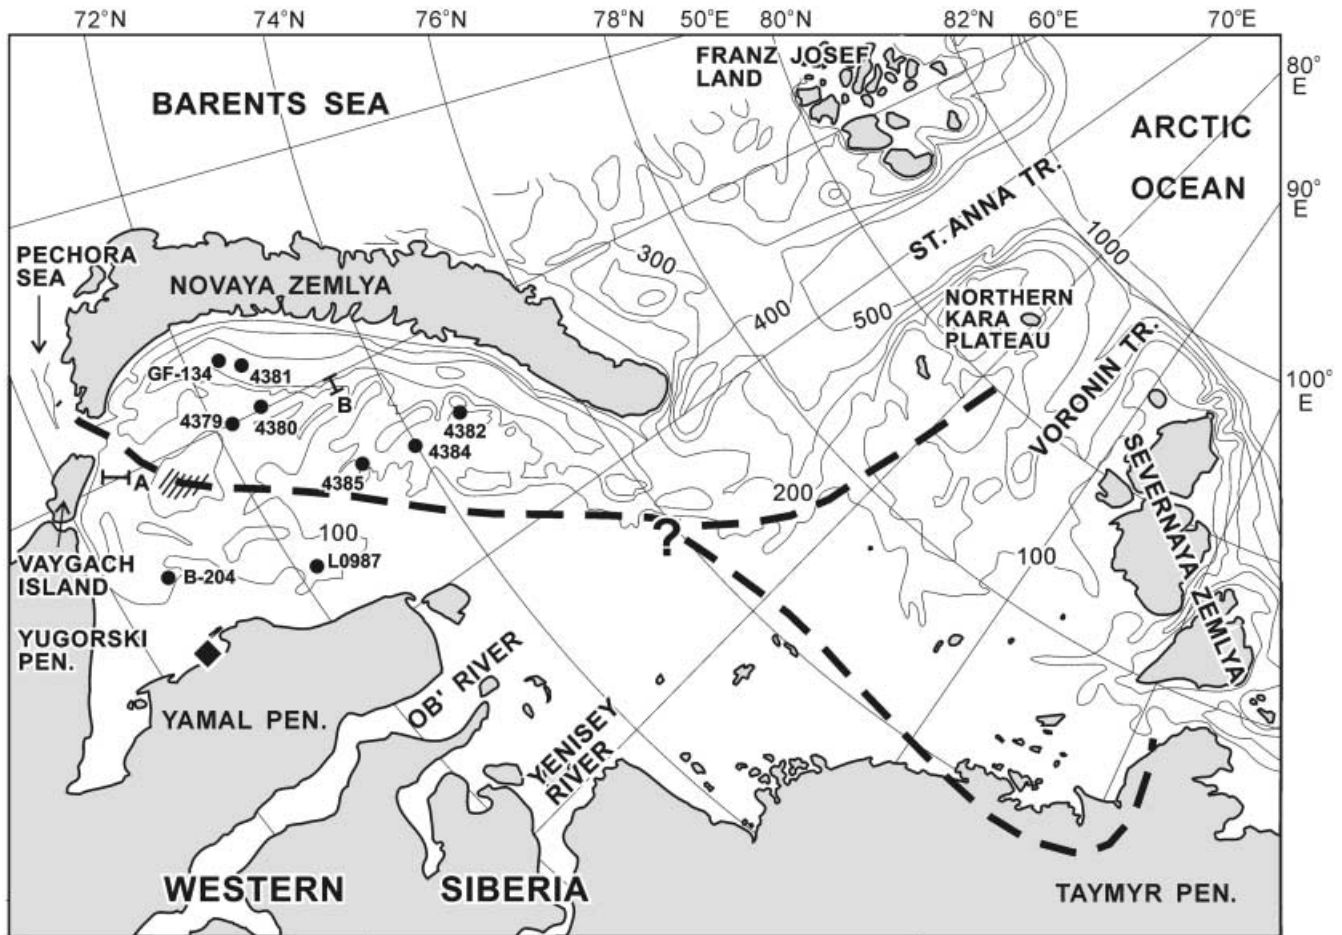 72°N
74°N
76°N
78°N
50°E
80°N
82°N
60°E
70°E
80°
E
FRANZ JOSEF
LAND
BARENTS SEA
ARCTIC
OCEAN
90°
E
ST. ANNA TR.
1000
PECHORA
SEA
NOVAYA ZEMLYA
300
400
500
NORTHERN
KARA
PLATEAU
VORONIN TR.
100°
E
GF-134
4381
B
4379
4380
4382
4384
4385
A
200
SEVERNAYA ZEMLYA
?
100
100
VAYGACH
ISLAND
L0987
B-204
YUGORSKI
PEN.
YAMAL PEN.
OB' RIVER
YENISEY
RIVER
WESTERN SIBERIA
TAYMYR PEN.